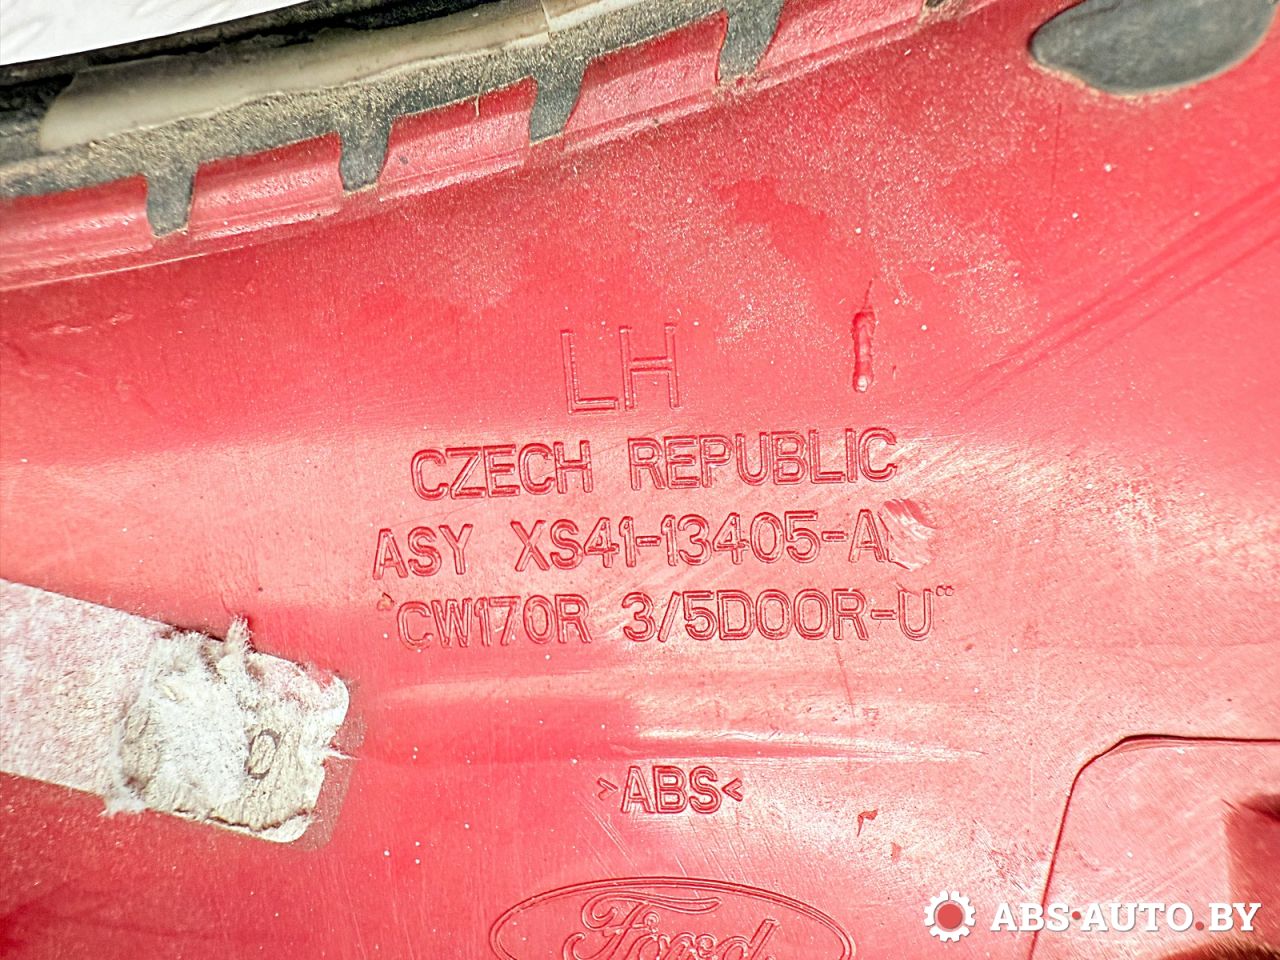 LH
CZECH REPUBLIC
ASY XS41-13405-A
"CW170R 3/5DOOR-U"
>ABS<
Ford
ABS-AUTO.BY